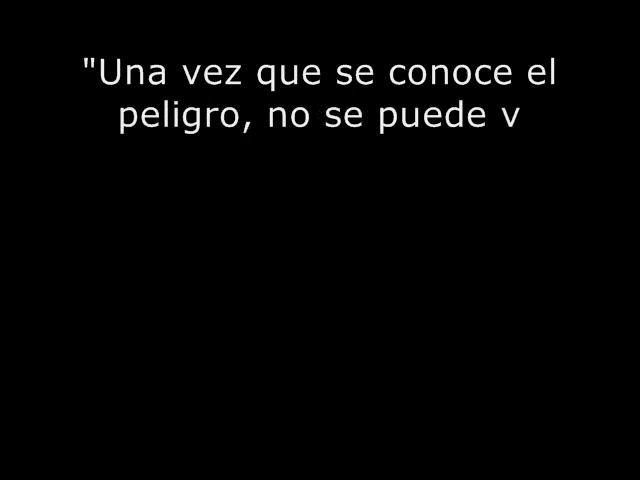 "Una vez que se conoce el
peligro, no se puede v